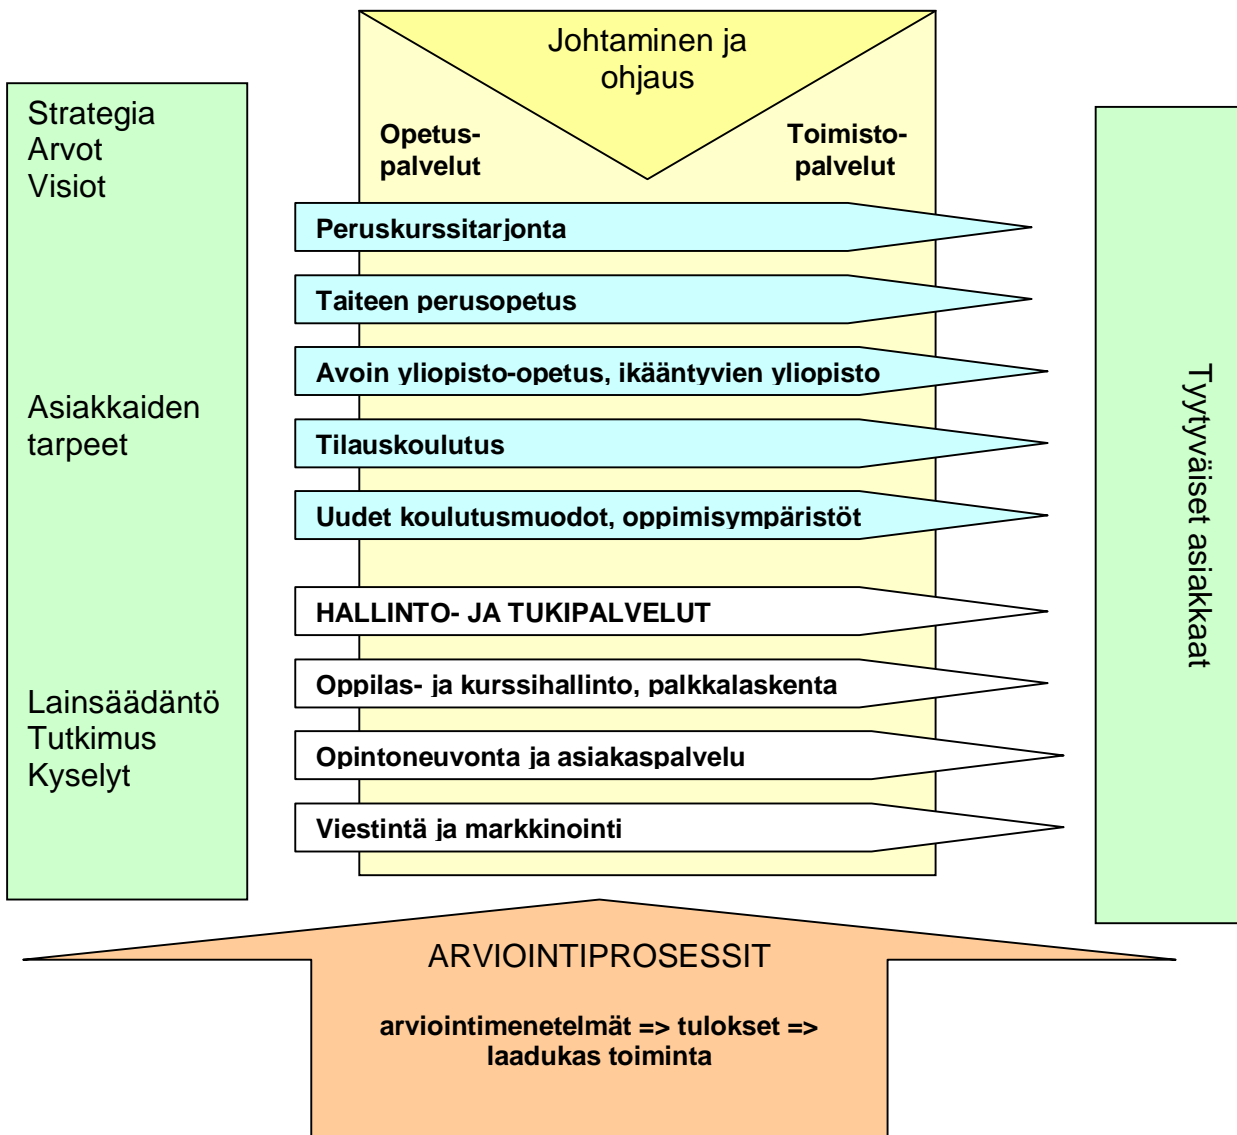 Johtaminen ja
ohjaus
Strategia
Arvot
Visiot
Opetus-
palvelut
Toimisto-
palvelut
Peruskurssitarjonta
Taiteen perusopetus
Avoin yliopisto-opetus, ikääntyvien yliopisto
Asiakkaiden
tarpeet
Tilauskoulutus
Uudet koulutusmuodot, oppimisympäristöt
HALLINTO- JA TUKIPALVELUT
Oppilas- ja kurssihallinto, palkkalaskenta
Lainsäädäntö
Tutkimus
Kyselyt
Opintoneuvonta ja asiakaspalvelu
Viestintä ja markkinointi
Tyytyväiset asiakkaat
ARVIOINTIPROSESSIT
arviointimenetelmät => tulokset =>
laadukas toiminta